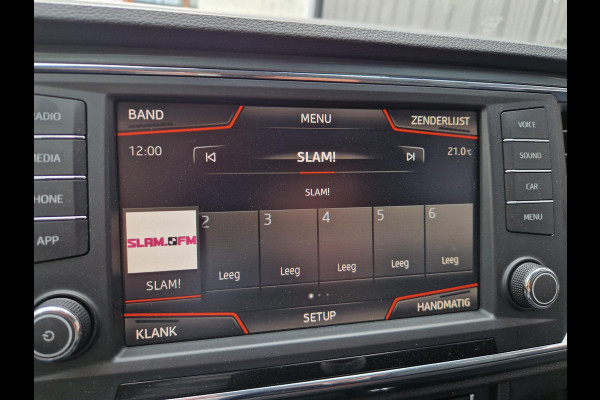 RADIO
MEDIA
PHONE
APP
BAND
MENU
ZENDERLIJST
12:00
SLAM!
21.0°C
SLAM!
SLAM.FM
SLAM!
2
Leeg
3
Leeg
4
Leeg
5
Leeg
6
Leeg
KLANK
SETUP
HANDMATIG
VOICE
SOUND
CAR
MENU